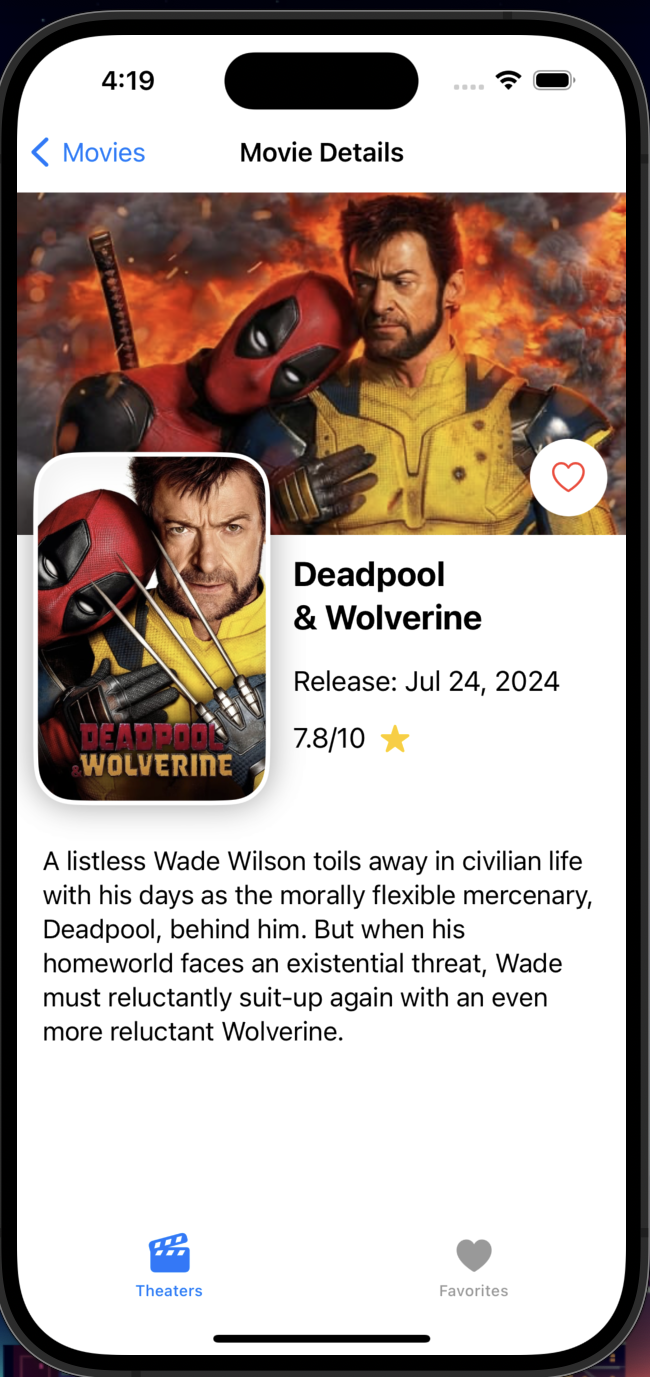 4:19
Movies
Movie Details
DEADPOOL
&WOLVERINE
Deadpool
& Wolverine
Release: Jul 24, 2024
7.8/10
A listless Wade Wilson toils away in civilian life
with his days as the morally flexible mercenary,
Deadpool, behind him. But when his
homeworld faces an existential threat, Wade
must reluctantly suit-up again with an even
more reluctant Wolverine.
Theaters
Favorites